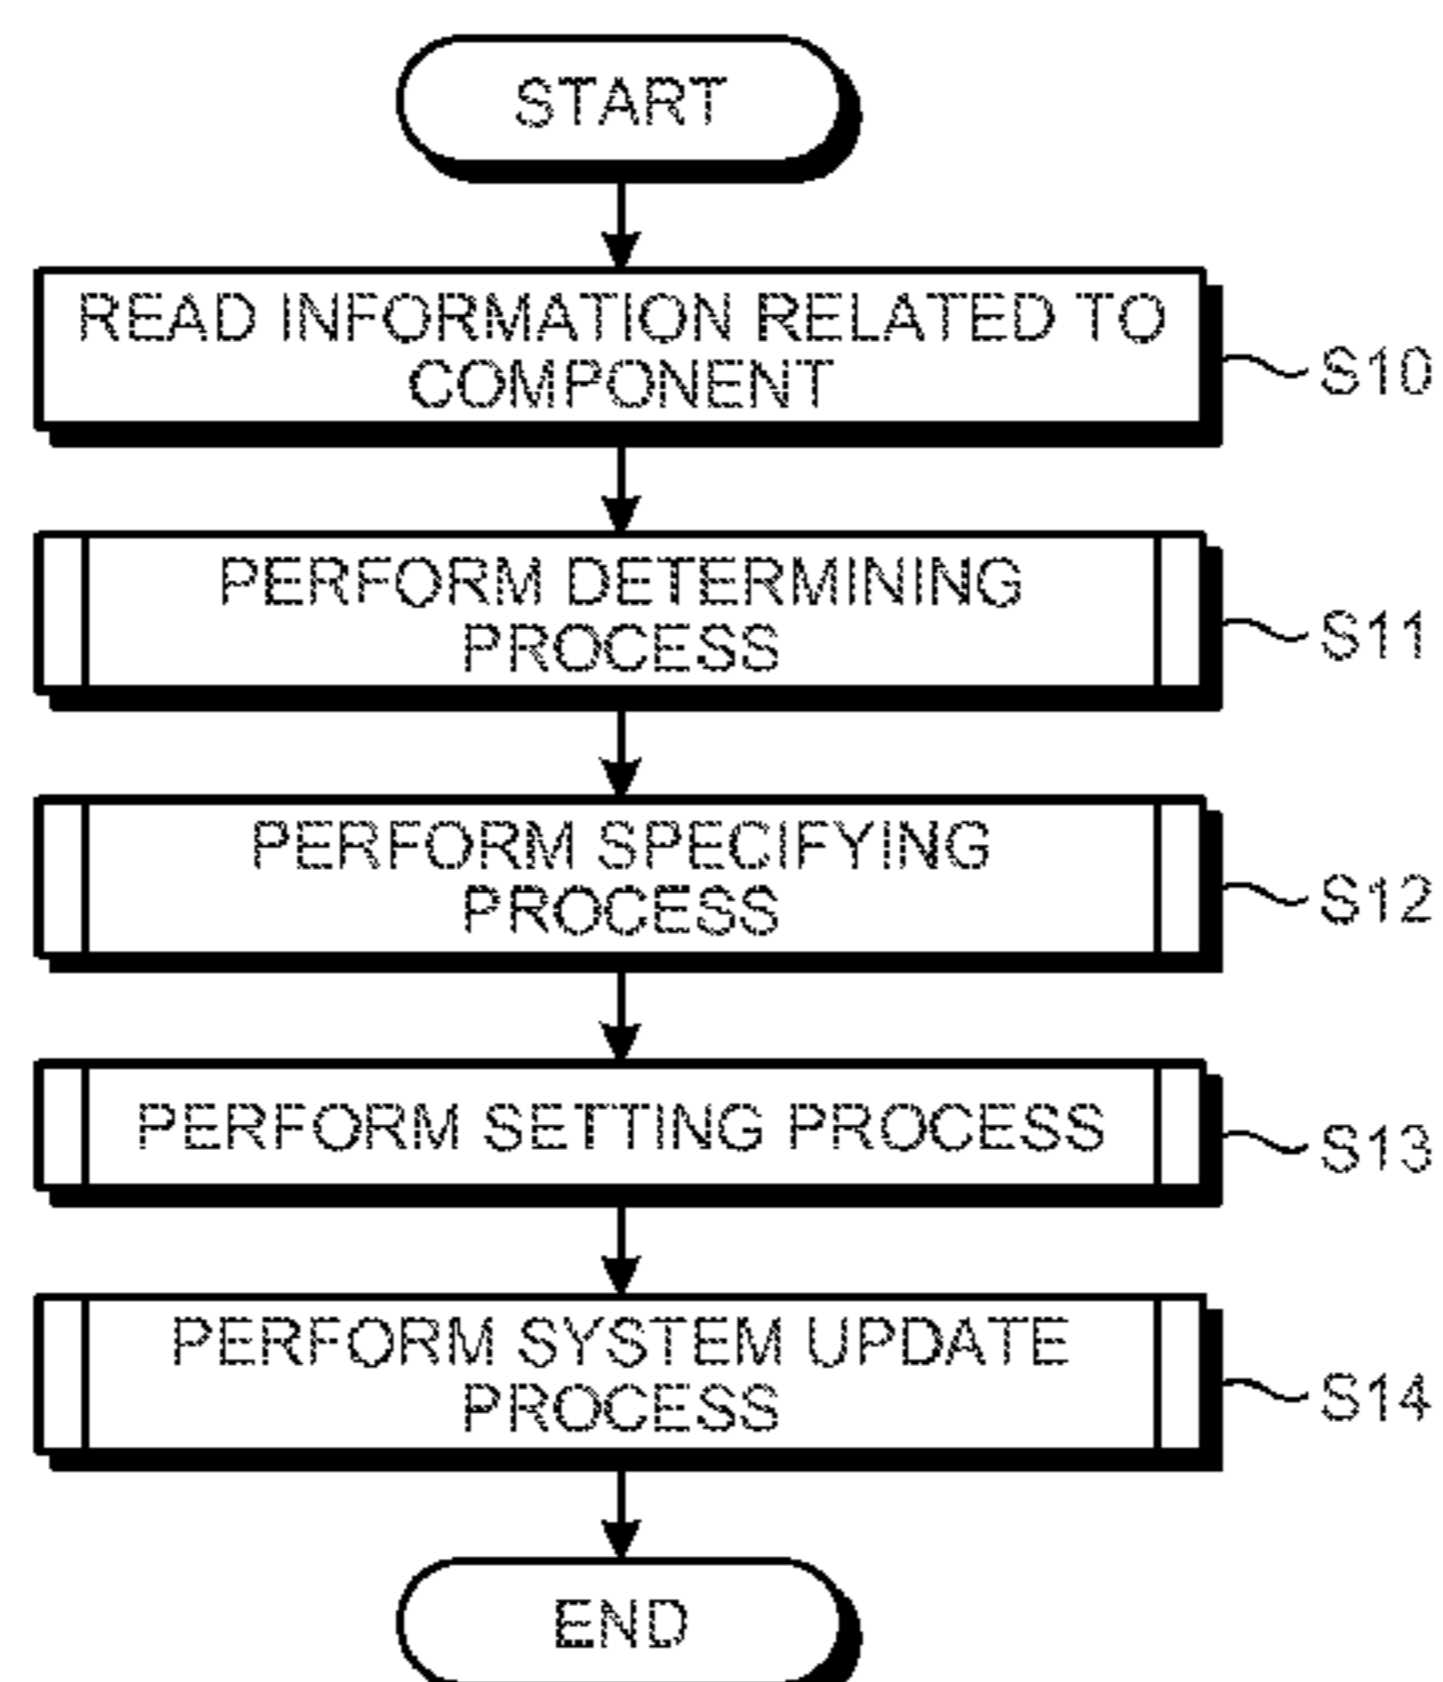 START
READ INFORMATION RELATED TO
COMPONENT
S10
PERFORM DETERMINING
PROCESS
S11
PERFORM SPECIFYING
PROCESS
S12
PERFORM SETTING PROCESS
S13
PERFORM SYSTEM UPDATE
PROCESS
S14
END